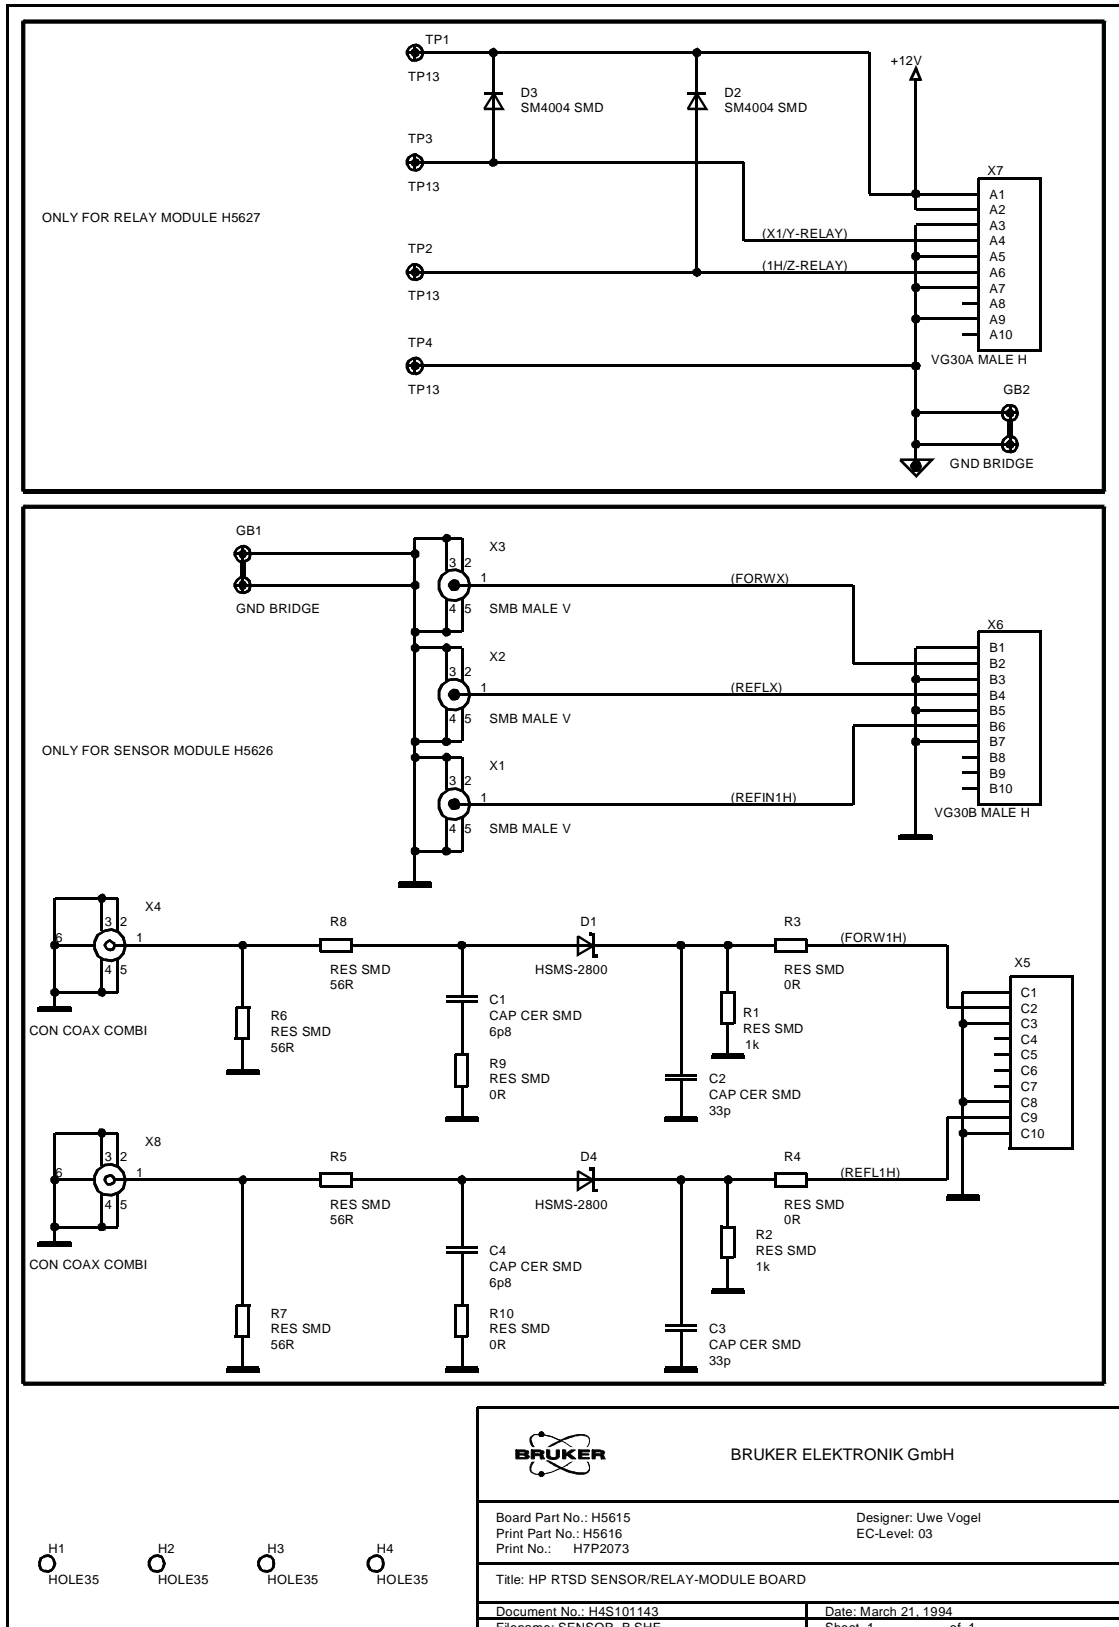 TP1
TP13
D3
SM4004 SMD
D2
SM4004 SMD
+12V
TP3
TP13
X7
A1
A2
A3
A4
A5
A6
A7
A8
A9
A10
VG30A MALE H
ONLY FOR RELAY MODULE H5627
(X1/Y-RELAY)
(1H/Z-RELAY)
TP2
TP13
TP4
TP13
GB2
GND BRIDGE
GB1
GND BRIDGE
X3
3 2
1
4 5
SMB MALE V
(FORWX)
X2
3 2
1
4 5
SMB MALE V
(REFLX)
X1
3 2
1
4 5
SMB MALE V
(REFIN1H)
X6
B1
B2
B3
B4
B5
B6
B7
B8
B9
B10
VG30B MALE H
ONLY FOR SENSOR MODULE H5626
X4
3 2
6
1
4 5
CON COAX COMBI
R8
RES SMD
56R
R6
RES SMD
56R
C1
CAP CER SMD
6p8
R9
RES SMD
0R
D1
HSMS-2800
R3
RES SMD
0R
(FORW1H)
R1
RES SMD
1k
C2
CAP CER SMD
33p
X5
C1
C2
C3
C4
C5
C6
C7
C8
C9
C10
X8
3 2
6
1
4 5
CON COAX COMBI
R5
RES SMD
56R
R7
RES SMD
56R
C4
CAP CER SMD
6p8
R10
RES SMD
0R
D4
HSMS-2800
R4
RES SMD
0R
(REFL1H)
R2
RES SMD
1k
C3
CAP CER SMD
33p
H1
HOLE35
H2
HOLE35
H3
HOLE35
H4
HOLE35
BRUKER
BRUKER ELEKTRONIK GmbH
Board Part No.: H5615
Print Part No.: H5616
Print No.: H7P2073
Designer: Uwe Vogel
EC-Level: 03
Title: HP RTSD SENSOR/RELAY-MODULE BOARD
Document No.: H4S101143
Date: March 21, 1994
Filename: SENSOR_B.SHE
Sheet 1 of 1